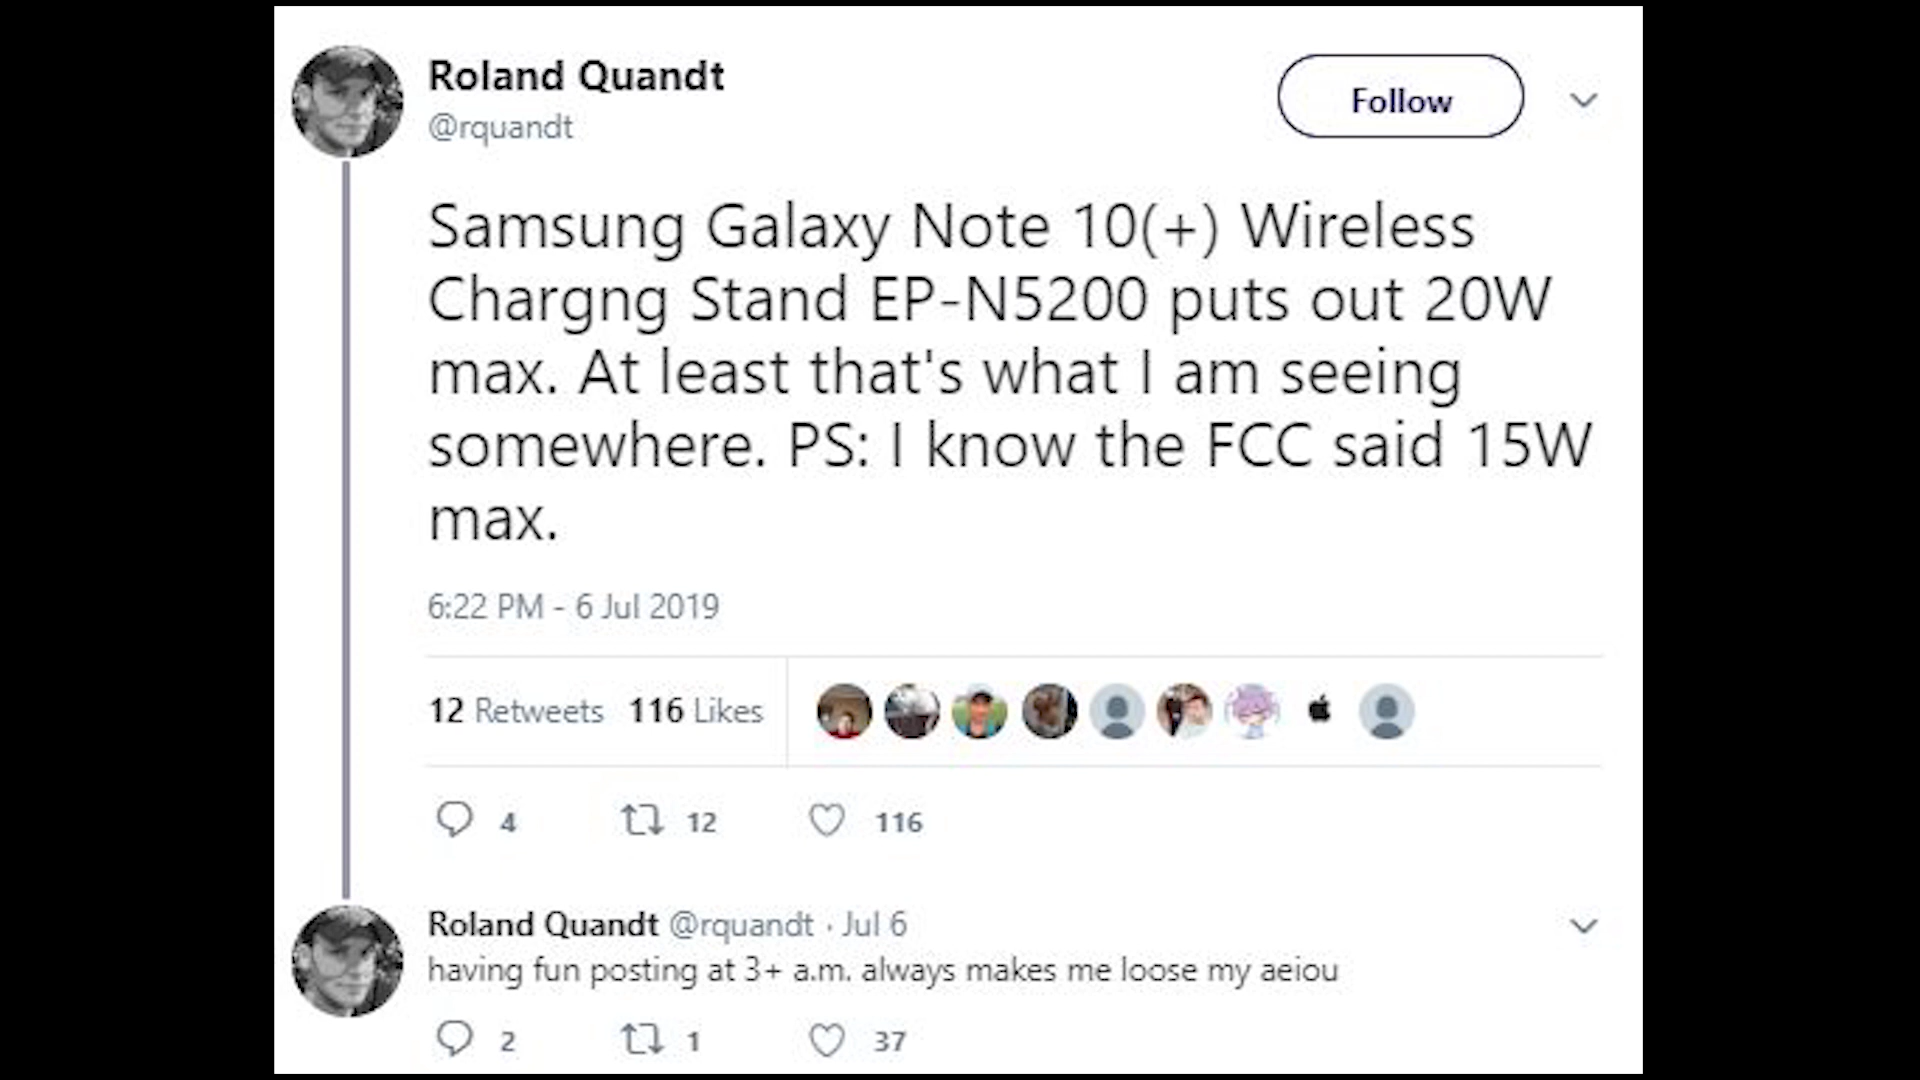 Roland Quandt
@rquandt
Follow
Samsung Galaxy Note 10(+) Wireless
Chargng Stand EP-N5200 puts out 20W
max. At least that's what I am seeing
somewhere. PS: I know the FCC said 15W
max.
6:22 PM - 6 Jul 2019
12 Retweets 116 Likes
4 12 116
Roland Quandt @rquandt · Jul 6
having fun posting at 3+ a.m. always makes me loose my aeiou
2 1 37